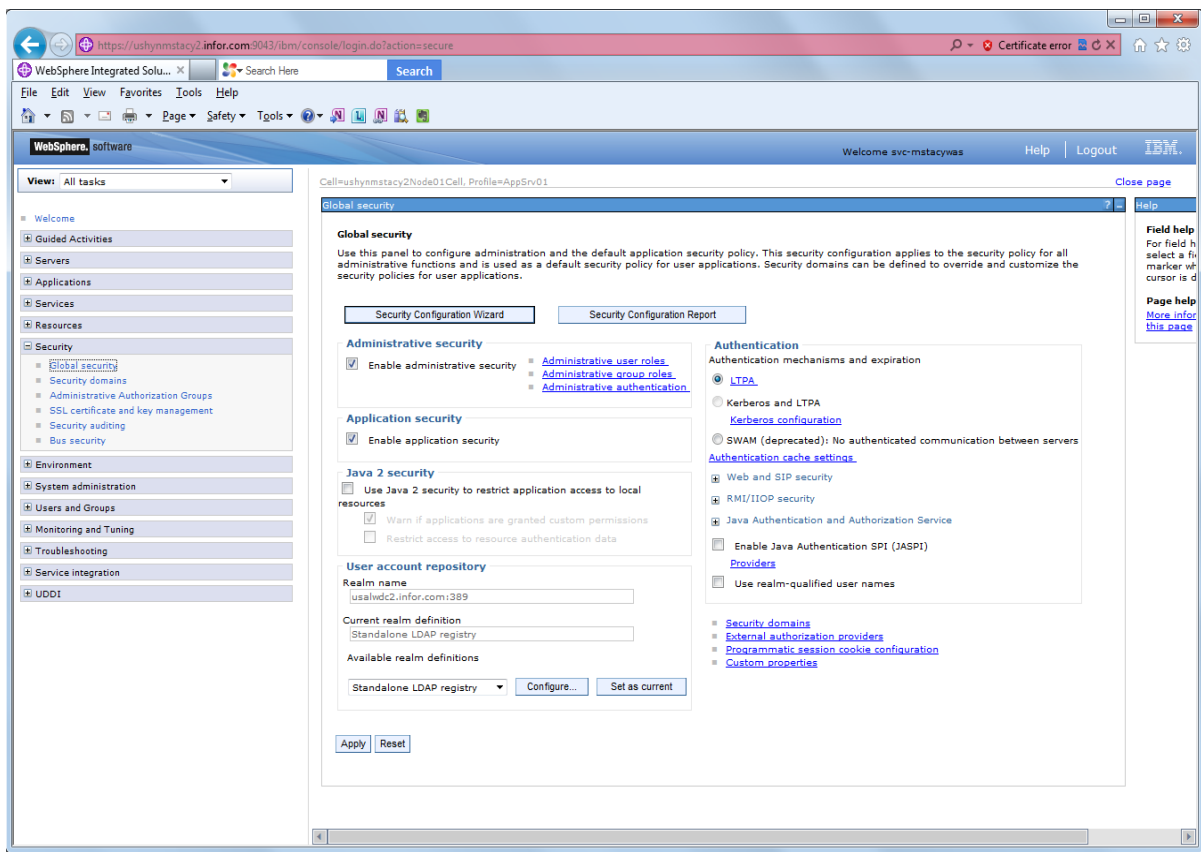 https://ushynmstacy2.infor.com:9043/ibm/console/login.do?action=secure
Certificate error
WebSphere Integrated Solu...
Search Here
Search
File Edit View Favorites Tools Help
Page Safety Tools
WebSphere. software
Welcome svc-mstacywas
Help | Logout
IBM.
View: All tasks
Welcome
Guided Activities
Servers
Applications
Services
Resources
Security
Global security
Security domains
Administrative Authorization Groups
SSL certificate and key management
Security auditing
Bus security
Environment
System administration
Users and Groups
Monitoring and Tuning
Troubleshooting
Service integration
UDDI
Cell=ushynmstacy2Node01Cell, Profile=AppSrv01
Close page
Global security
? -
Global security
Use this panel to configure administration and the default application security policy. This security configuration applies to the security policy for all
administrative functions and is used as a default security policy for user applications. Security domains can be defined to override and customize the
security policies for user applications.
Security Configuration Wizard
Security Configuration Report
Administrative security
Enable administrative security
Administrative user roles
Administrative group roles
Administrative authentication
Application security
Enable application security
Java 2 security
Use Java 2 security to restrict application access to local
resources
Warn if applications are granted custom permissions
Restrict access to resource authentication data
User account repository
Realm name
usalwdc2.infor.com:389
Current realm definition
Standalone LDAP registry
Available realm definitions
Standalone LDAP registry
Configure...
Set as current
Apply
Reset
Authentication
Authentication mechanisms and expiration
LTPA
Kerberos and LTPA
Kerberos configuration
SWAM (deprecated): No authenticated communication between servers
Authentication cache settings
Web and SIP security
RMI/IIOP security
Java Authentication and Authorization Service
Enable Java Authentication SPI (JASPI)
Providers
Use realm-qualified user names
Security domains
External authorization providers
Programmatic session cookie configuration
Custom properties
Help
Field help
For field h
select a fi
marker wh
cursor is d
Page help
More infor
this page